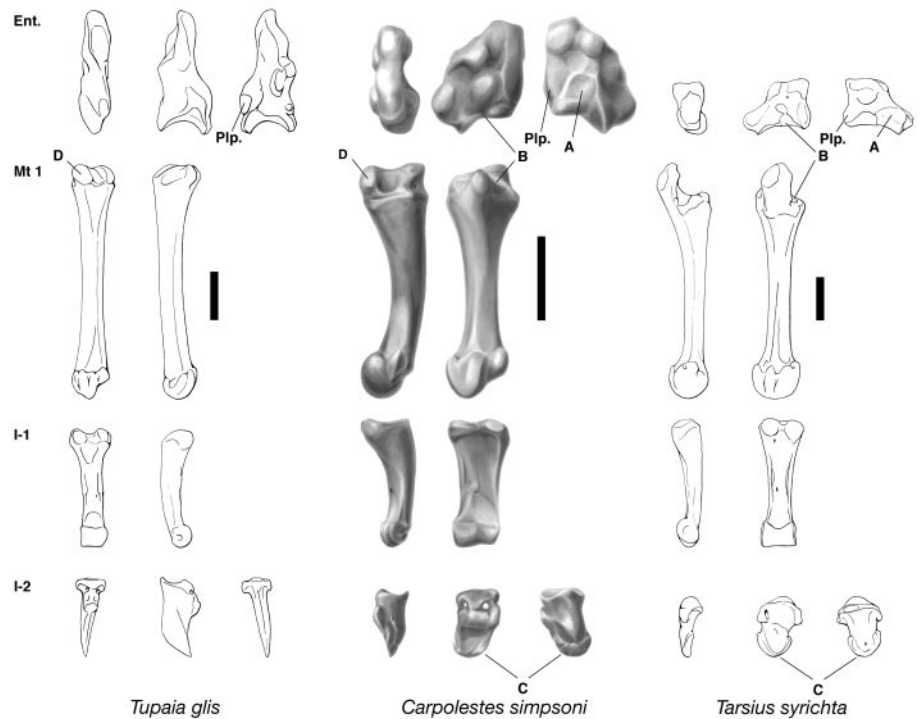 Ent.
Plp. Plp. A Plp. A
B B
D D
Mt 1
I-1
I-2
C C
Tupaia glis Carpolestes simpsoni Tarsius syrichta